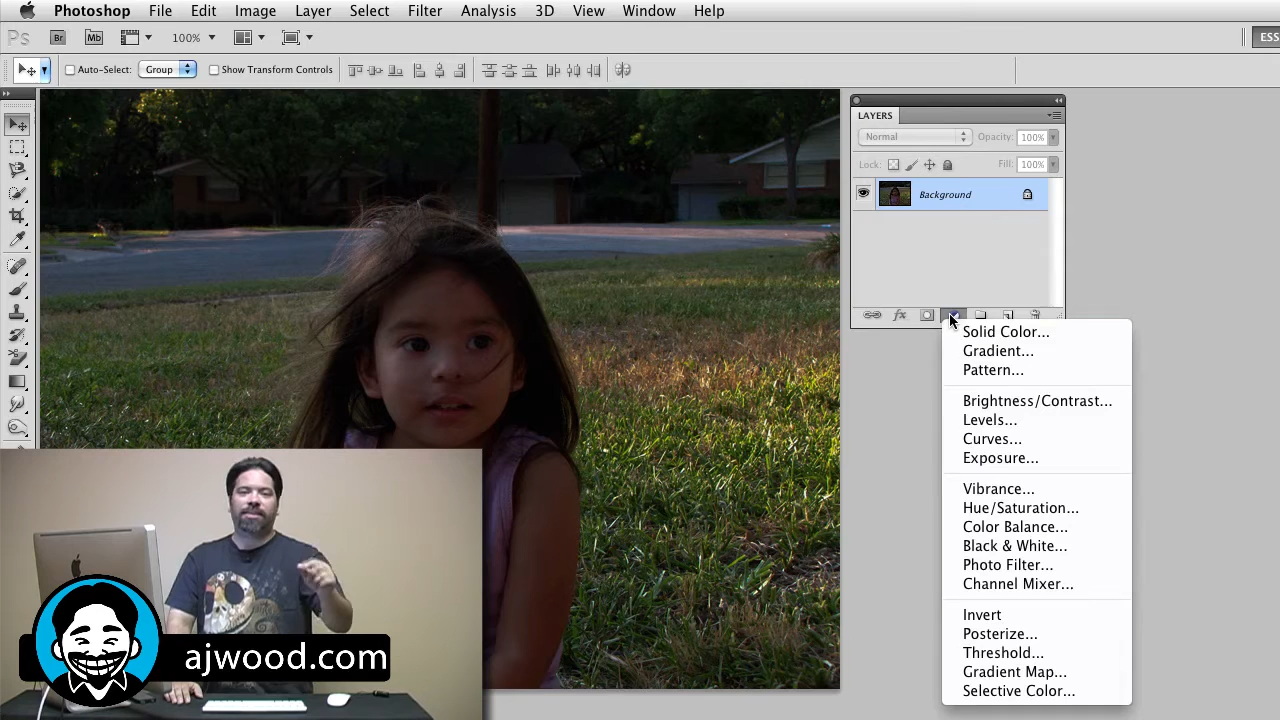 Photoshop File Edit Image Layer Select Filter Analysis 3D View Window Help
Ps Br Mb 100% ESS
Auto-Select: Group Show Transform Controls
LAYERS
Normal Opacity: 100%
Lock: Fill: 100%
Background
fx
Solid Color...
Gradient...
Pattern...
Brightness/Contrast...
Levels...
Curves...
Exposure...
Vibrance...
Hue/Saturation...
Color Balance...
Black & White...
Photo Filter...
Channel Mixer...
Invert
Posterize...
Threshold...
Gradient Map...
Selective Color...
ajwood.com